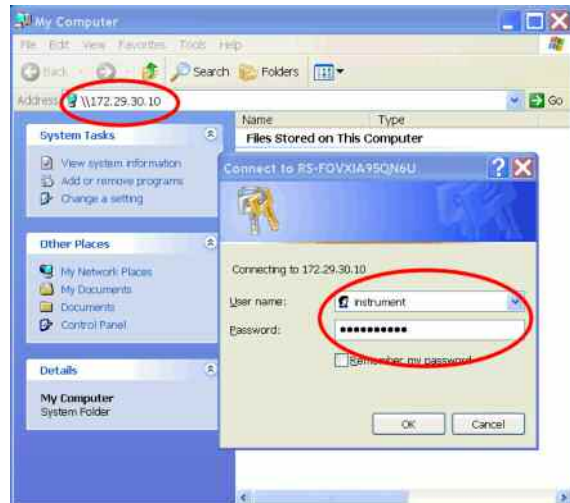 My Computer
File Edit View Favorites Tools Help
Back Search Folders
Address \\172.29.30.10 Go
Name Type
Files Stored on This Computer
System Tasks
View system information
Add or remove programs
Change a setting
Other Places
My Network Places
My Documents
Documents
Control Panel
Details
My Computer
System Folder
Connect to RS-FOVXIA95QN6U
Connecting to 172.29.30.10
User name: instrument
Password: ●●●●●●●●●●
Remember my password
OK Cancel